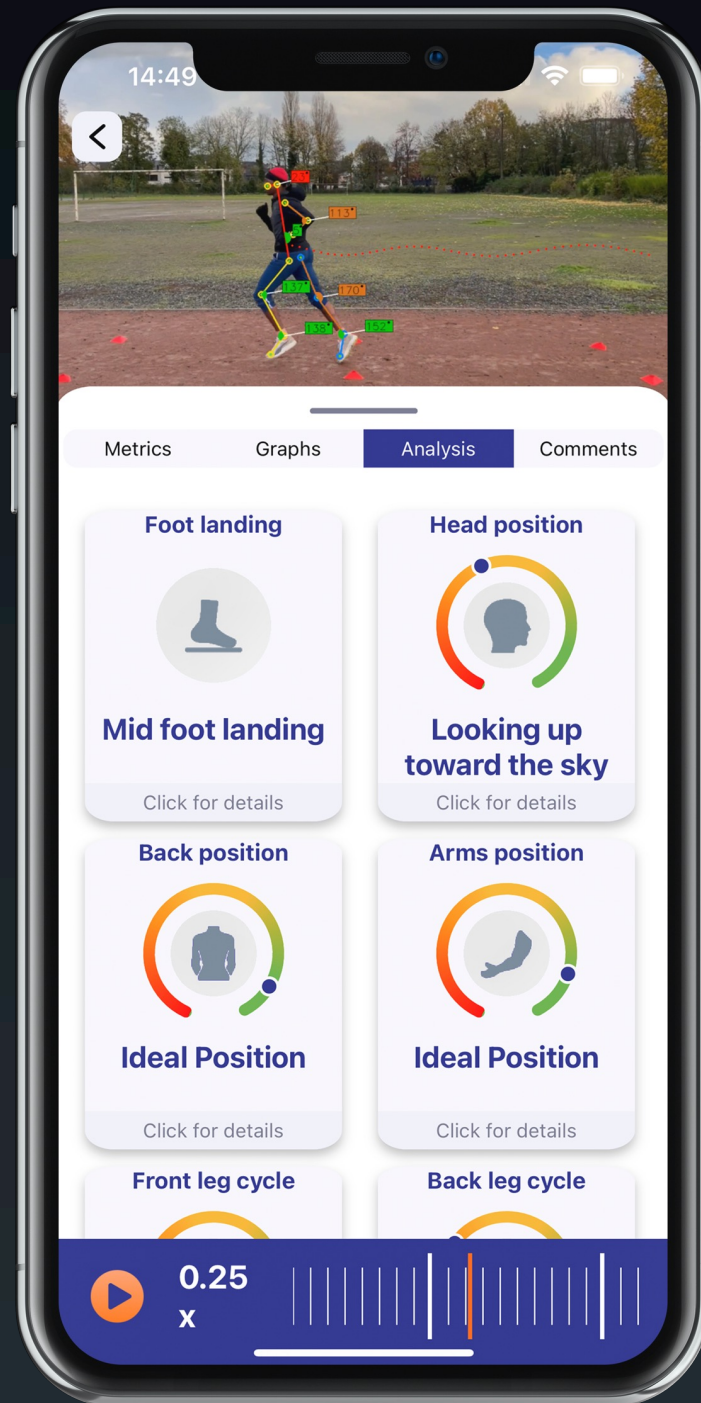 14:49
23°
113°
5°
137°
170°
138°
152°
Metrics
Graphs
Analysis
Comments
Foot landing
Head position
Mid foot landing
Looking up
toward the sky
Click for details
Click for details
Back position
Arms position
Ideal Position
Ideal Position
Click for details
Click for details
Front leg cycle
Back leg cycle
0.25
x